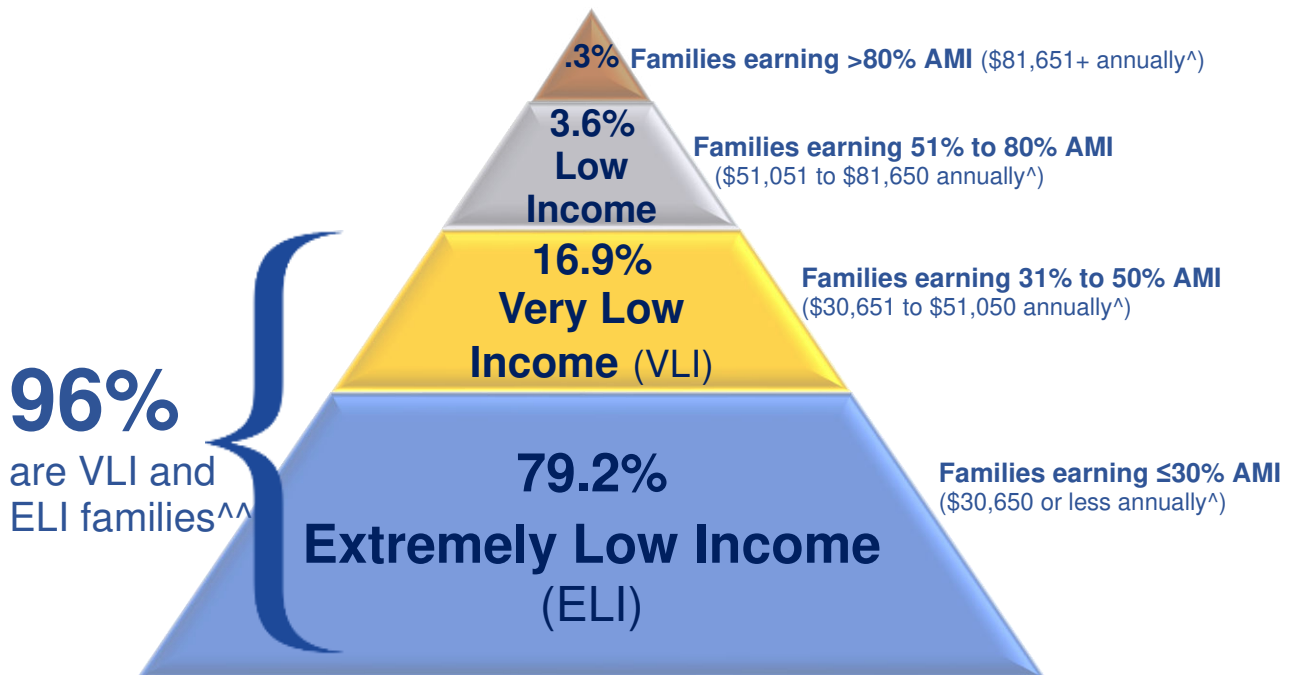 .3%
Families earning >80% AMI ($81,651+ annually^)
3.6%
Low
Income
Families earning 51% to 80% AMI
($51,051 to $81,650 annually^)
16.9%
Very Low
Income (VLI)
Families earning 31% to 50% AMI
($30,651 to $51,050 annually^)
96%
are VLI and
ELI families^^
79.2%
Extremely Low Income
(ELI)
Families earning ≤30% AMI
($30,650 or less annually^)